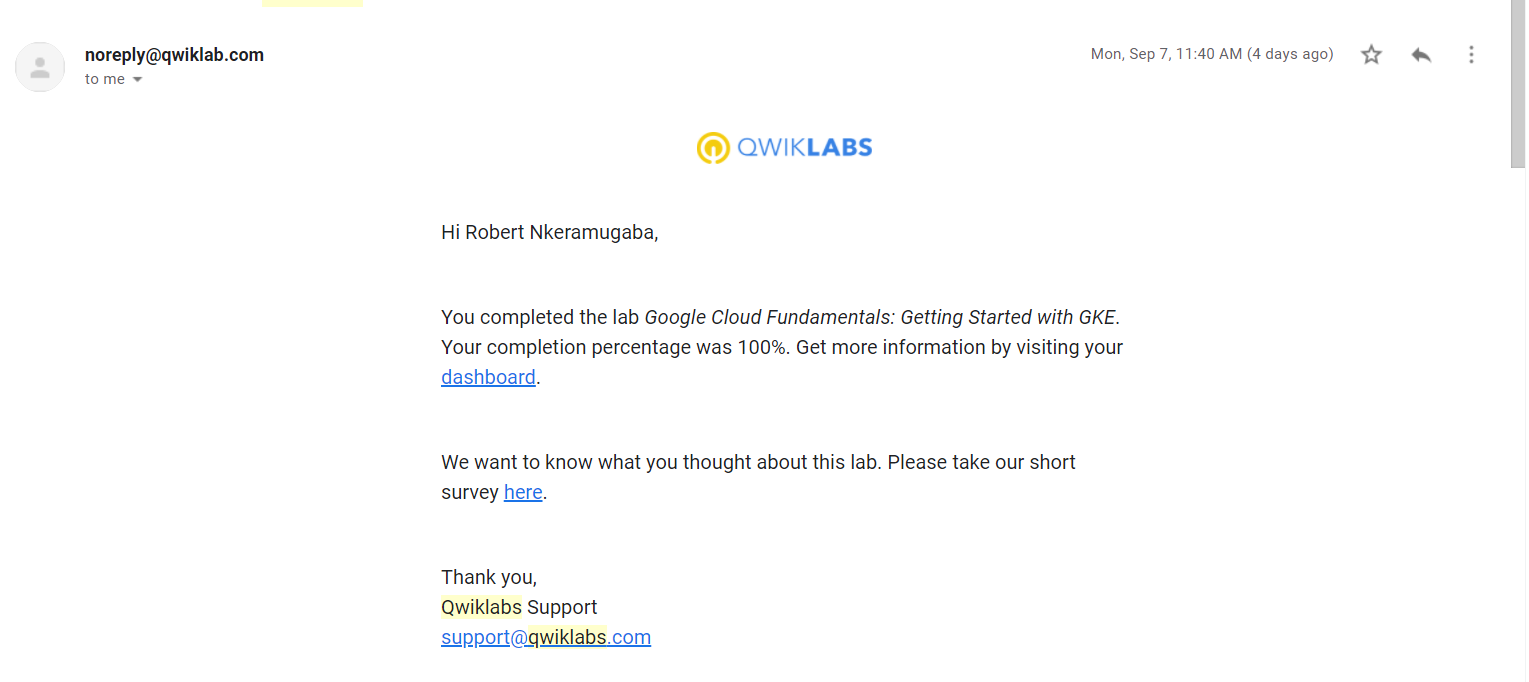 noreply@qwiklab.com
Mon, Sep 7, 11:40 AM (4 days ago)
to me
QWIKLABS
Hi Robert Nkeramugaba,
You completed the lab Google Cloud Fundamentals: Getting Started with GKE.
Your completion percentage was 100%. Get more information by visiting your
dashboard.
We want to know what you thought about this lab. Please take our short
survey here.
Thank you,
Qwiklabs Support
support@qwiklabs.com